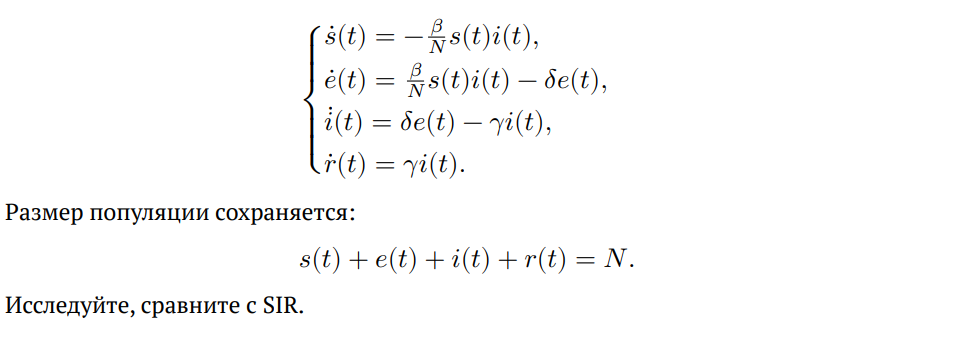 ṡ(t) = −β/N s(t)i(t),
ė(t) = β/N s(t)i(t) − δe(t),
i̇(t) = δe(t) − γi(t),
ṙ(t) = γi(t).
Размер популяции сохраняется:
s(t) + e(t) + i(t) + r(t) = N.
Исследуйте, сравните с SIR.